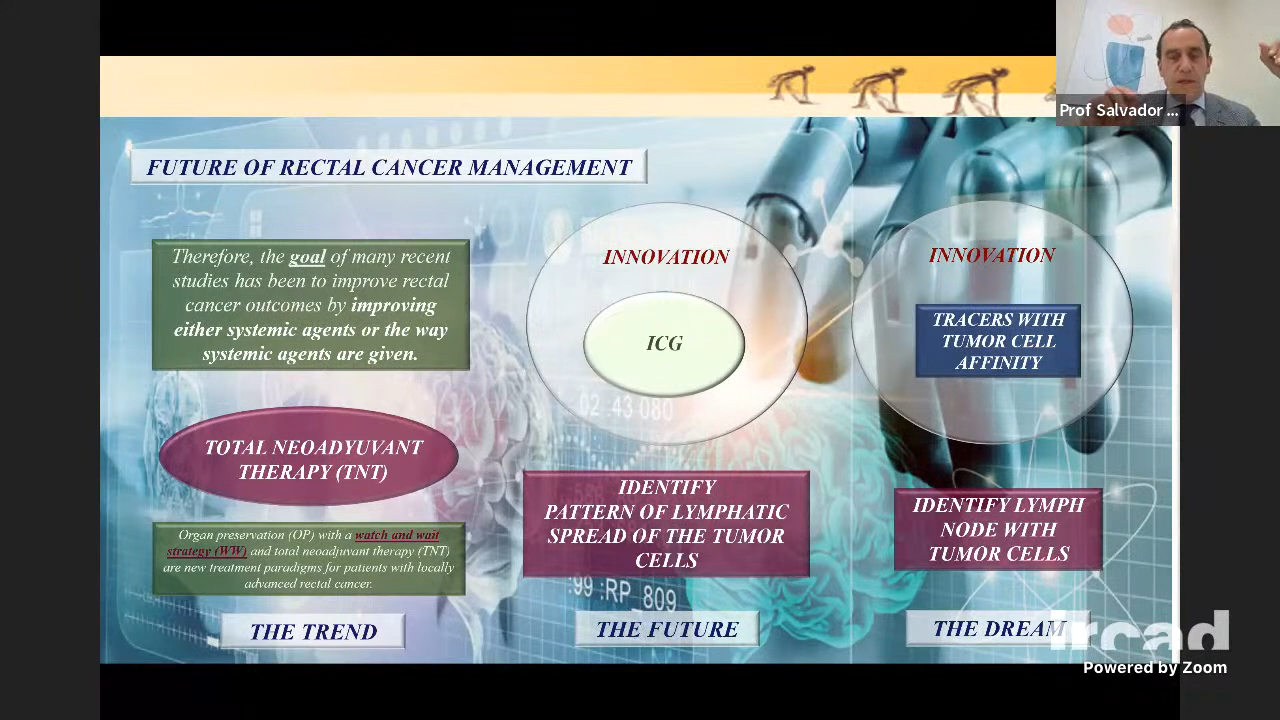 Prof Salvador ...
FUTURE OF RECTAL CANCER MANAGEMENT
Therefore, the goal of many recent
studies has been to improve rectal
cancer outcomes by improving
either systemic agents or the way
systemic agents are given.
TOTAL NEOADYUVANT
THERAPY (TNT)
Organ preservation (OP) with a watch and wait
strategy (WW) and total neoadjuvant therapy (TNT)
are new treatment paradigms for patients with locally
advanced rectal cancer.
THE TREND
INNOVATION
ICG
02 :43 080
IDENTIFY
PATTERN OF LYMPHATIC
SPREAD OF THE TUMOR
CELLS
:99 :RP_809
THE FUTURE
INNOVATION
TRACERS WITH
TUMOR CELL
AFFINITY
IDENTIFY LYMPH
NODE WITH
TUMOR CELLS
THE DREAM
ircad
Powered by Zoom